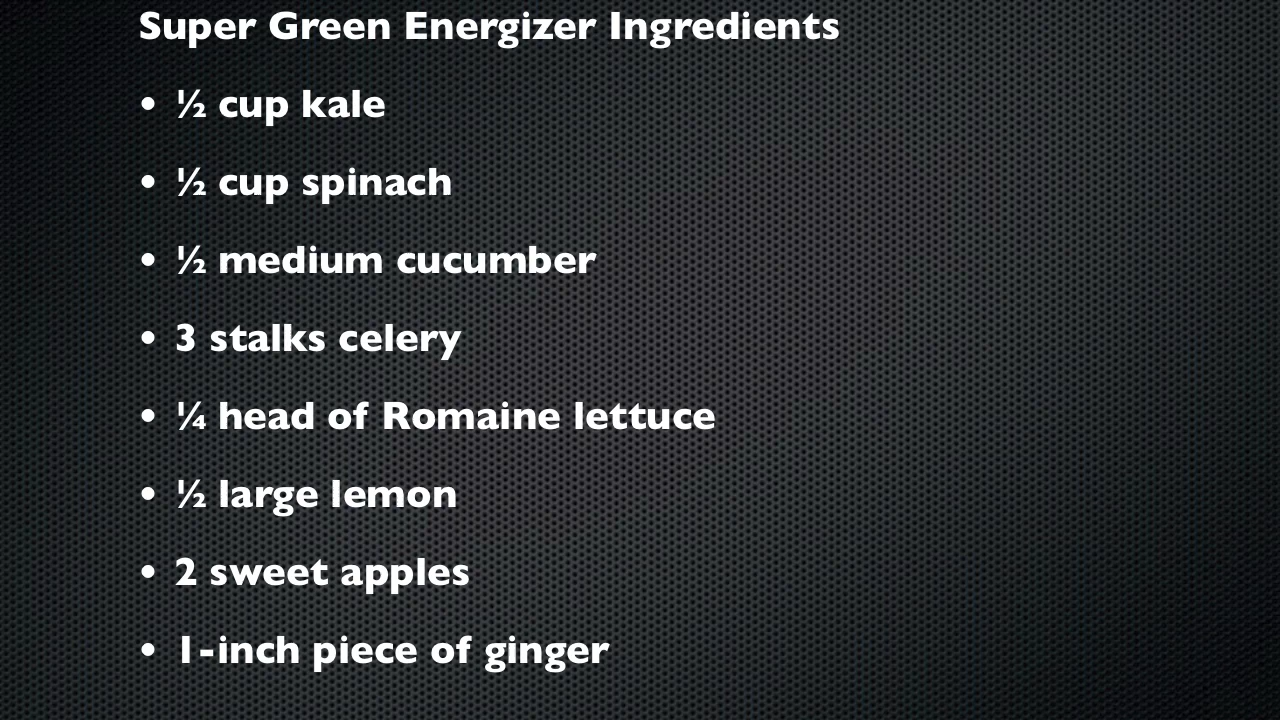 Super Green Energizer Ingredients
• ½ cup kale
• ½ cup spinach
• ½ medium cucumber
• 3 stalks celery
• ¼ head of Romaine lettuce
• ½ large lemon
• 2 sweet apples
• 1-inch piece of ginger